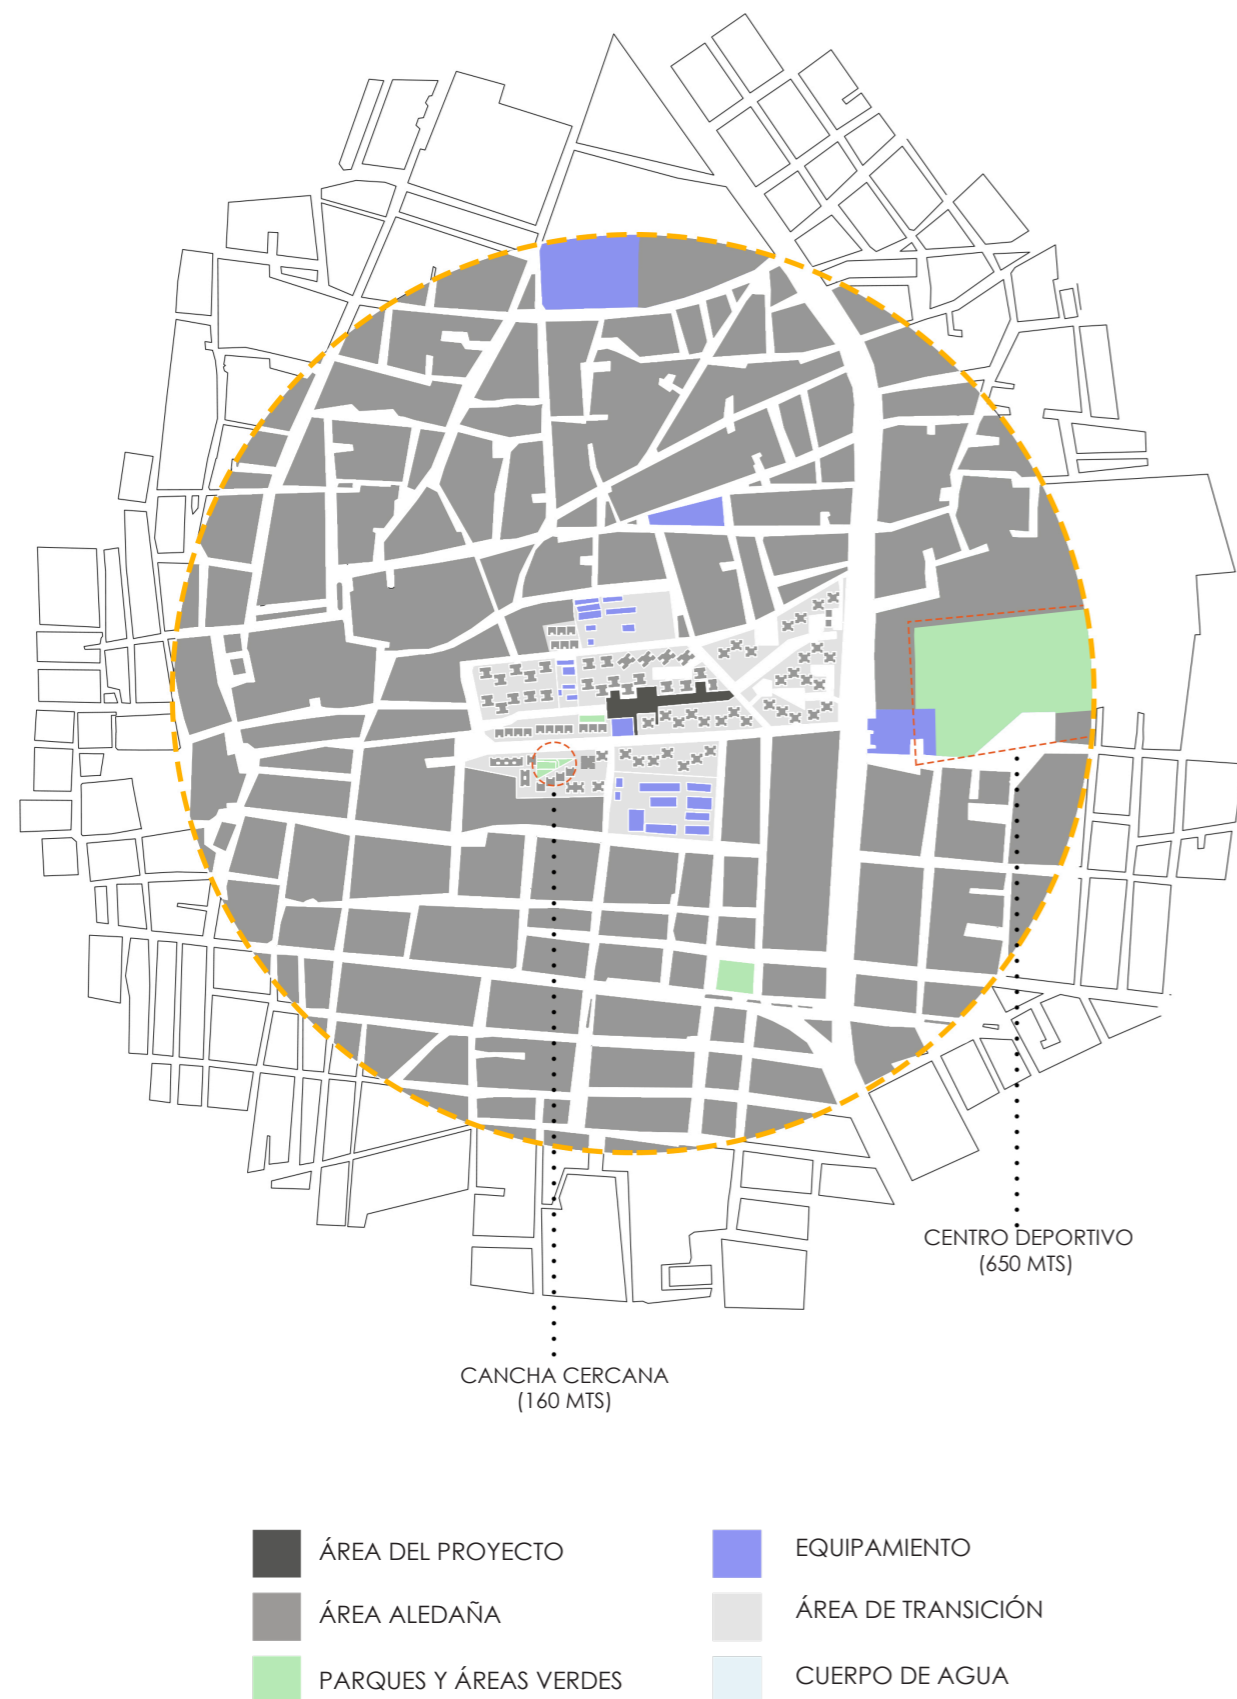 CENTRO DEPORTIVO
(650 MTS)
CANCHA CERCANA
(160 MTS)
ÁREA DEL PROYECTO
EQUIPAMIENTO
ÁREA ALEDAÑA
ÁREA DE TRANSICIÓN
PARQUES Y ÁREAS VERDES
CUERPO DE AGUA